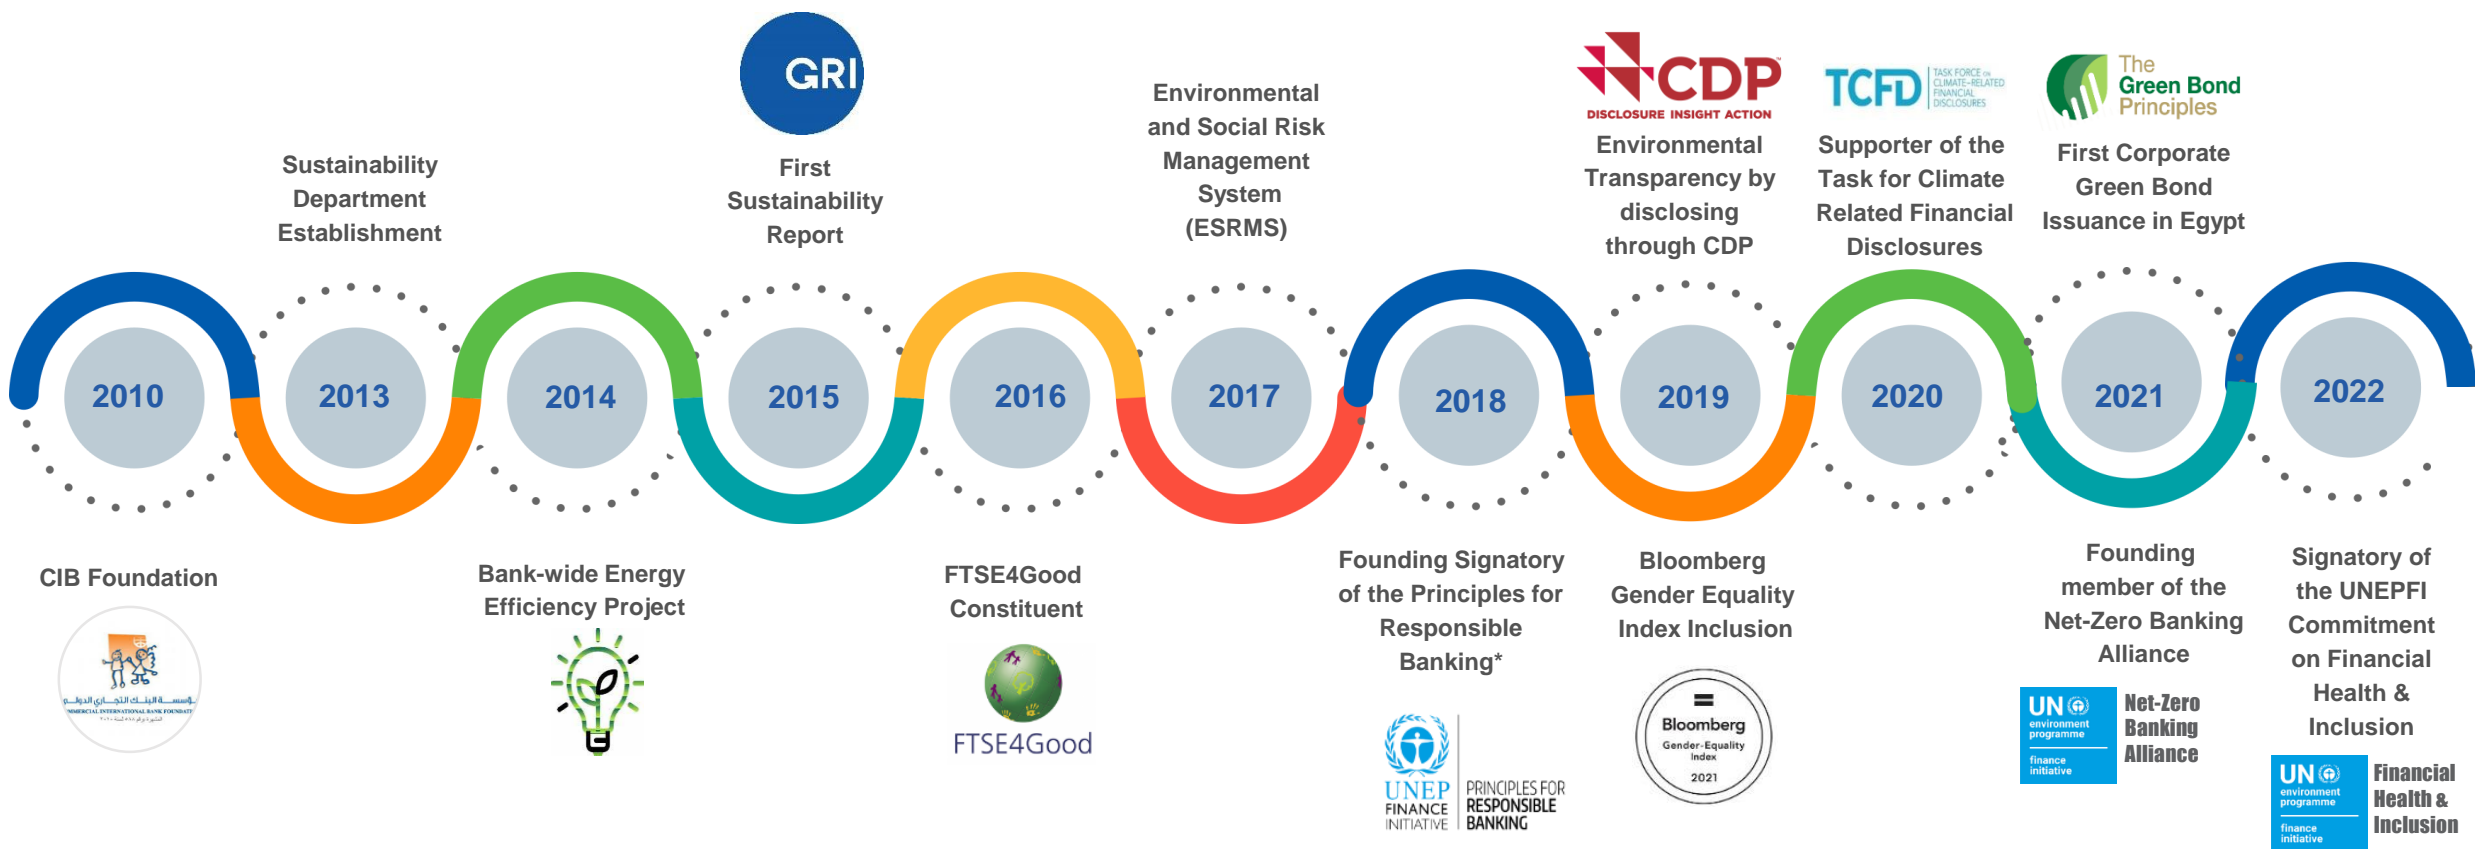 GRI
CDP
DISCLOSURE INSIGHT ACTION
TCFD
TASK FORCE ON
CLIMATE-RELATED
FINANCIAL
DISCLOSURES
The
Green Bond
Principles
Sustainability
Department
Establishment
First
Sustainability
Report
Environmental
and Social Risk
Management
System
(ESRMS)
Environmental
Transparency by
disclosing
through CDP
Supporter of the
Task for Climate
Related Financial
Disclosures
First Corporate
Green Bond
Issuance in Egypt
2010
2013
2014
2015
2016
2017
2018
2019
2020
2021
2022
CIB Foundation
Bank-wide Energy
Efficiency Project
FTSE4Good
Constituent
FTSE4Good
Founding Signatory
of the Principles for
Responsible
Banking*
UNEP
FINANCE
INITIATIVE
PRINCIPLES FOR
RESPONSIBLE
BANKING
Bloomberg
Gender Equality
Index Inclusion
Bloomberg
Gender-Equality
Index
2021
Founding
member of the
Net-Zero Banking
Alliance
UN
environment
programme
finance
initiative
Net-Zero
Banking
Alliance
Signatory of
the UNEPFI
Commitment
on Financial
Health &
Inclusion
UN
environment
programme
finance
initiative
Financial
Health &
Inclusion